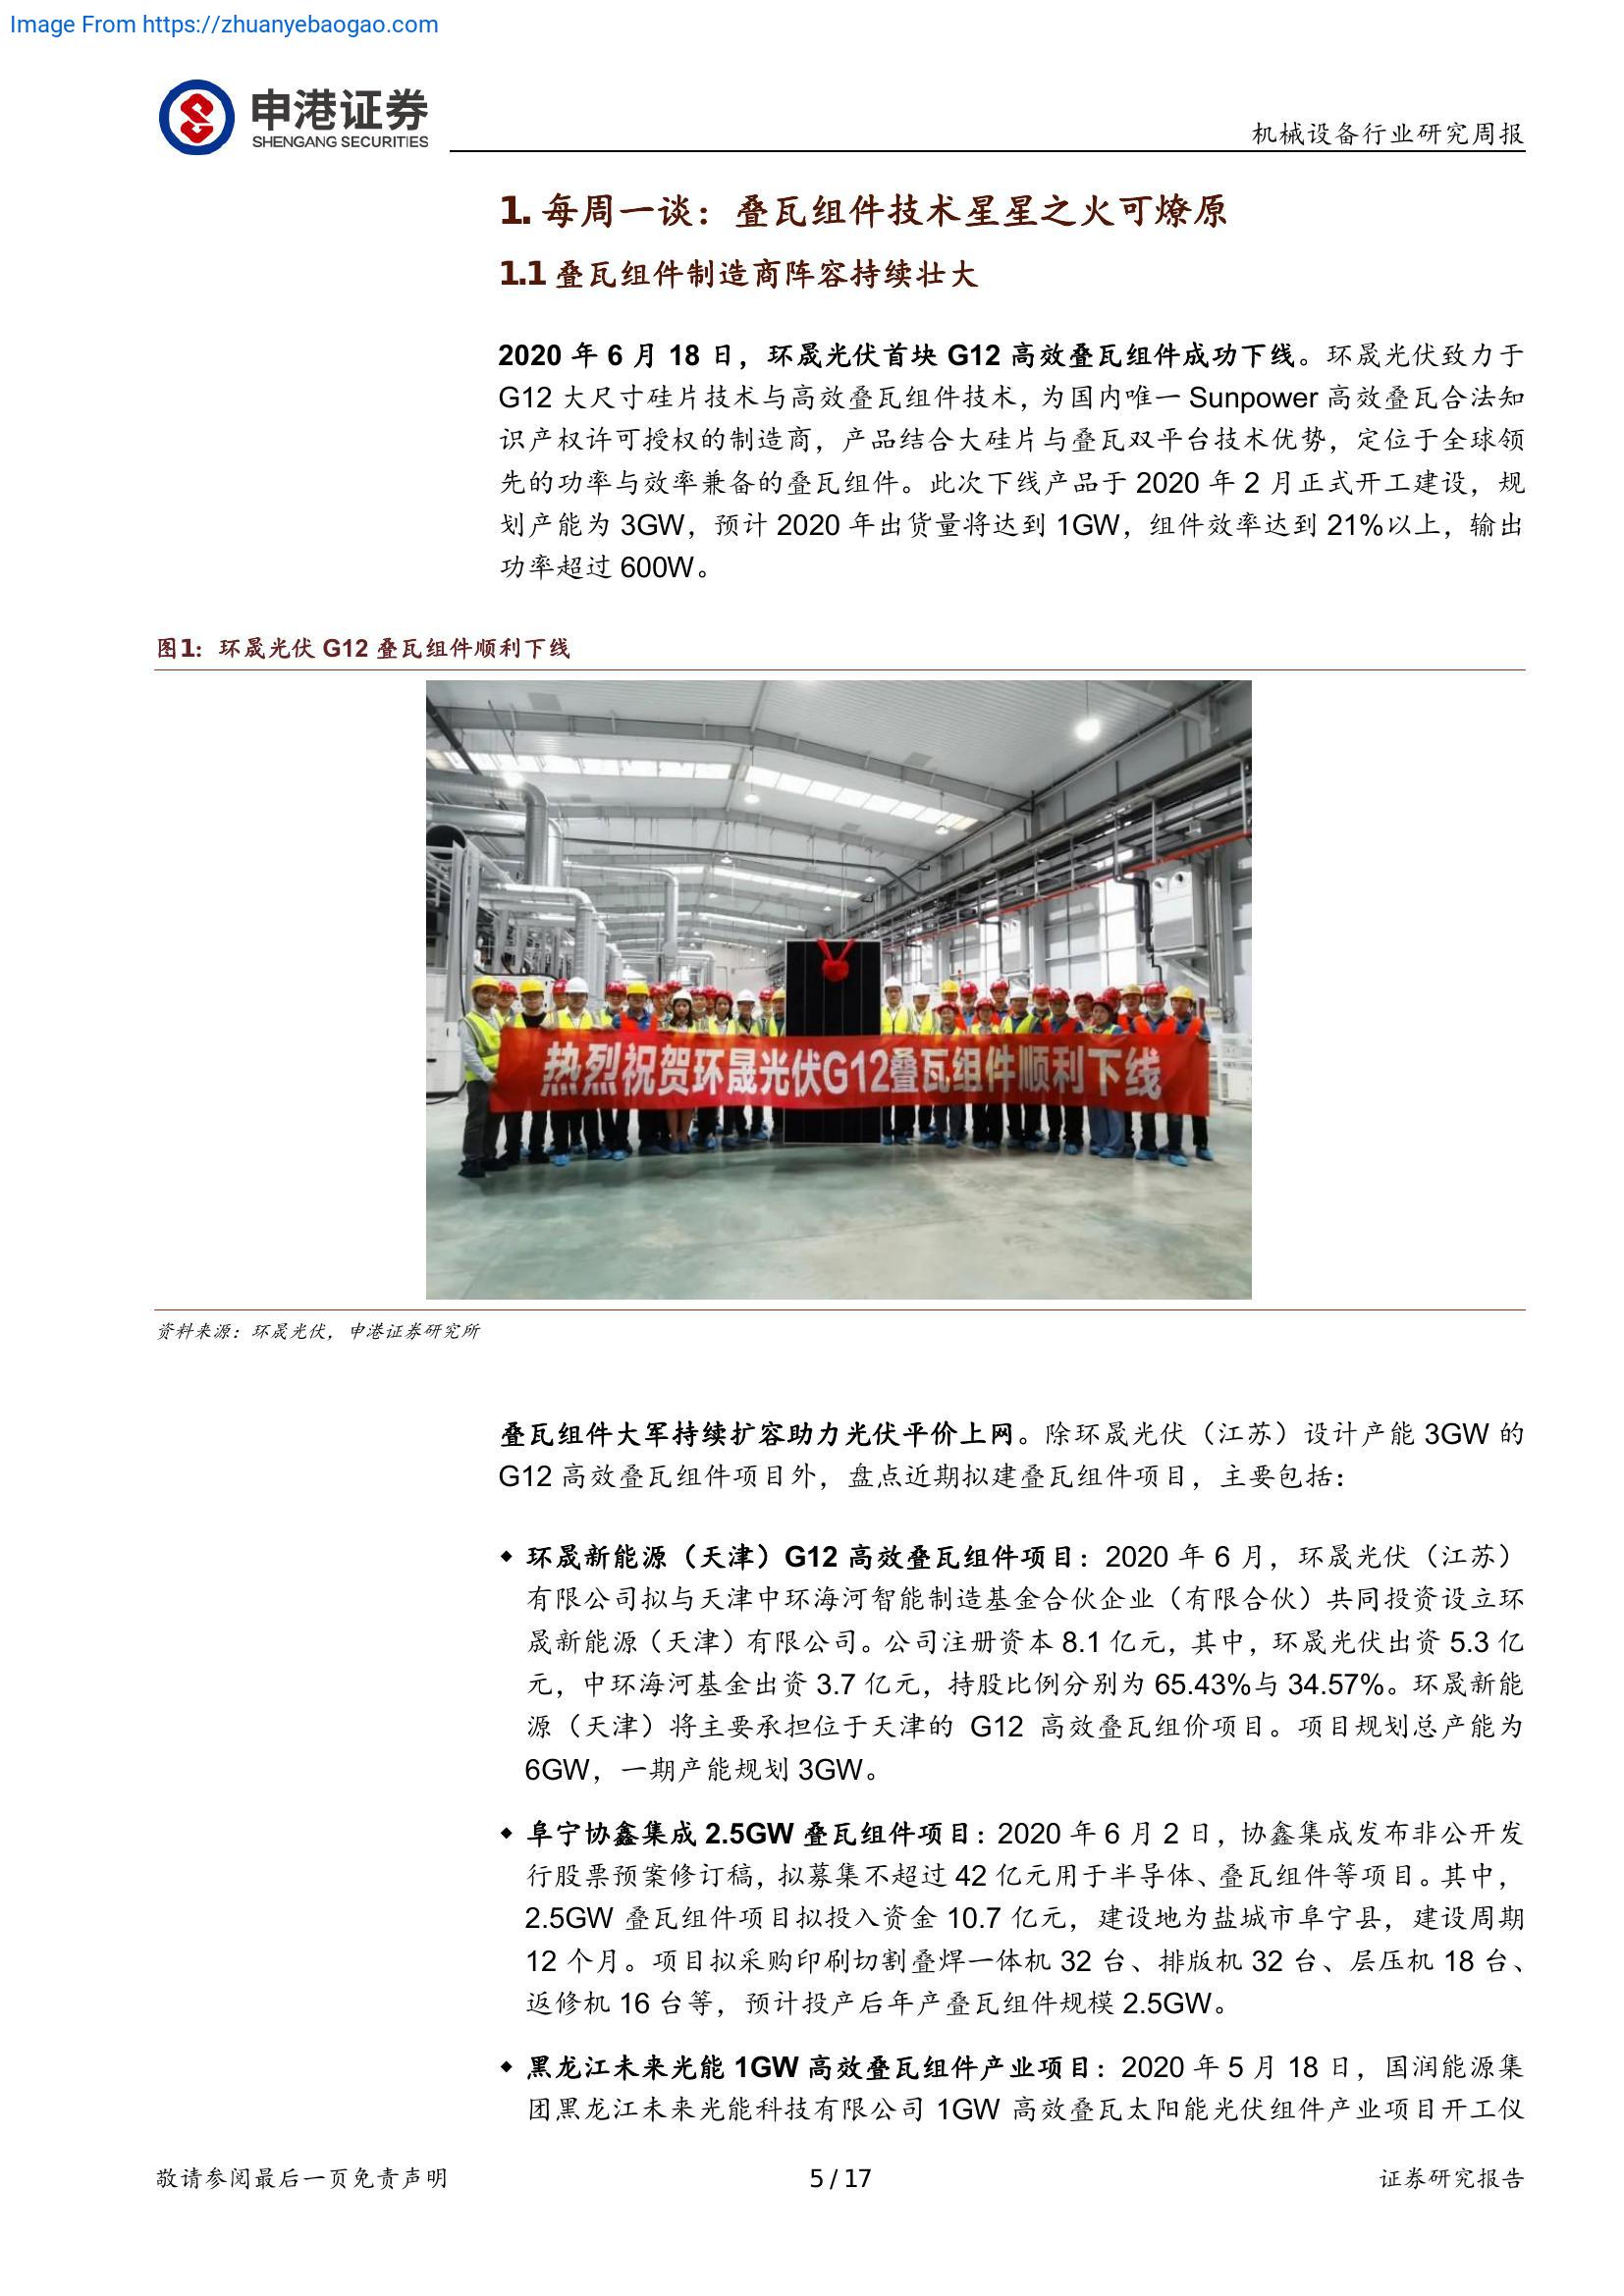 Image From https://zhuanyebaogao.com
申港证券
SHENGANG SECURITIES
机械设备行业研究周报
1. 每周一谈：叠瓦组件技术星星之火可燎原
1.1 叠瓦组件制造商阵容持续壮大
2020 年 6 月 18 日，环晟光伏首块 G12 高效叠瓦组件成功下线。环晟光伏致力于
G12 大尺寸硅片技术与高效叠瓦组件技术，为国内唯一 Sunpower 高效叠瓦合法知
识产权许可授权的制造商，产品结合大硅片与叠瓦双平台技术优势，定位于全球领
先的功率与效率兼备的叠瓦组件。此次下线产品于 2020 年 2 月正式开工建设，规
划产能为 3GW，预计 2020 年出货量将达到 1GW，组件效率达到 21%以上，输出
功率超过 600W。
图1：环晟光伏 G12 叠瓦组件顺利下线
热烈祝贺环晟光伏G12叠瓦组件顺利下线
资料来源：环晟光伏，申港证券研究所
叠瓦组件大军持续扩容助力光伏平价上网。除环晟光伏（江苏）设计产能 3GW 的
G12 高效叠瓦组件项目外，盘点近期拟建叠瓦组件项目，主要包括：
◆ 环晟新能源（天津）G12 高效叠瓦组件项目：2020 年 6 月，环晟光伏（江苏）
有限公司拟与天津中环海河智能制造基金合伙企业（有限合伙）共同投资设立环
晟新能源（天津）有限公司。公司注册资本 8.1 亿元，其中，环晟光伏出资 5.3 亿
元，中环海河基金出资 3.7 亿元，持股比例分别为 65.43%与 34.57%。环晟新能
源（天津）将主要承担位于天津的 G12 高效叠瓦组价项目。项目规划总产能为
6GW，一期产能规划 3GW。
◆ 阜宁协鑫集成 2.5GW 叠瓦组件项目：2020 年 6 月 2 日，协鑫集成发布非公开发
行股票预案修订稿，拟募集不超过 42 亿元用于半导体、叠瓦组件等项目。其中，
2.5GW 叠瓦组件项目拟投入资金 10.7 亿元，建设地为盐城市阜宁县，建设周期
12 个月。项目拟采购印刷切割叠焊一体机 32 台、排版机 32 台、层压机 18 台、
返修机 16 台等，预计投产后年产叠瓦组件规模 2.5GW。
◆ 黑龙江未来光能 1GW 高效叠瓦组件产业项目：2020 年 5 月 18 日，国润能源集
团黑龙江未来光能科技有限公司 1GW 高效叠瓦太阳能光伏组件产业项目开工仪
敬请参阅最后一页免责声明
5 / 17
证券研究报告